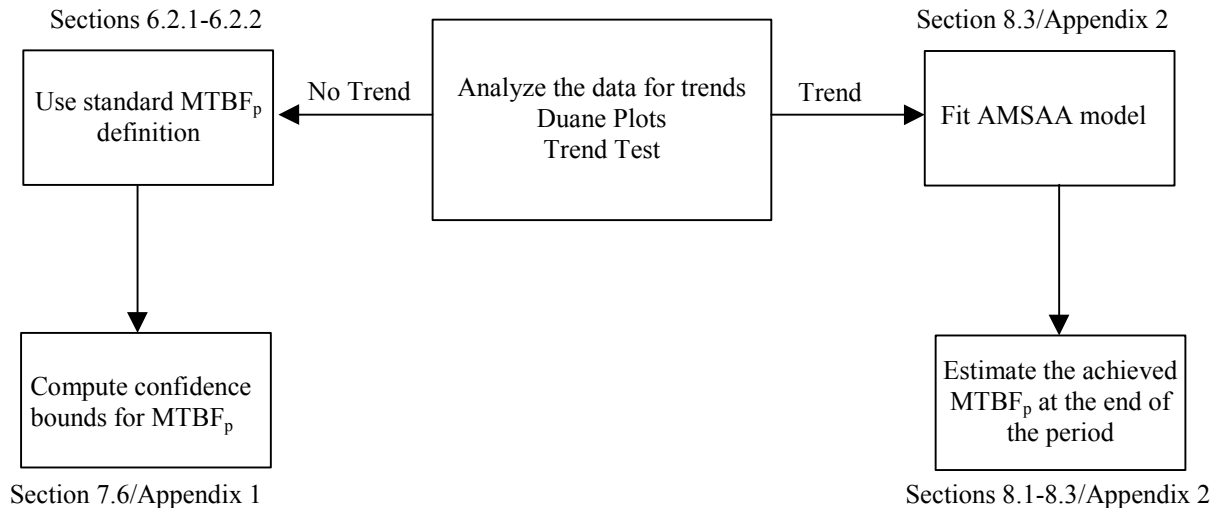 Sections 6.2.1-6.2.2
Use standard MTBFp
definition
No Trend
Analyze the data for trends
Duane Plots
Trend Test
Trend
Section 8.3/Appendix 2
Fit AMSAA model
Compute confidence
bounds for MTBFp
Section 7.6/Appendix 1
Estimate the achieved
MTBFp at the end of
the period
Sections 8.1-8.3/Appendix 2